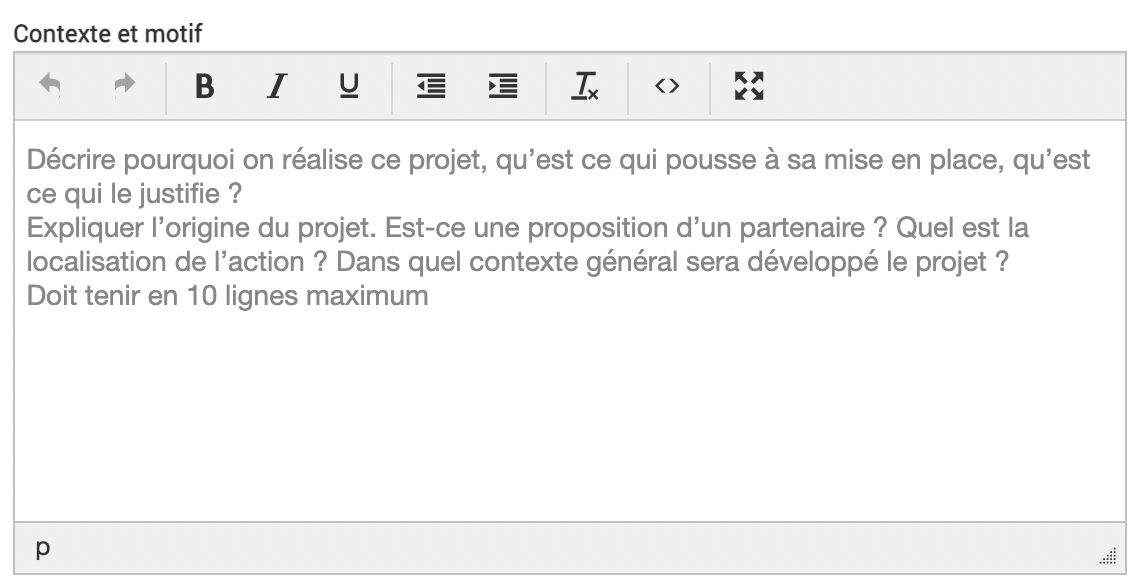 Contexte et motif
B I U Tx <>
Décrire pourquoi on réalise ce projet, qu’est ce qui pousse à sa mise en place, qu’est
ce qui le justifie ?
Expliquer l’origine du projet. Est-ce une proposition d’un partenaire ? Quel est la
localisation de l’action ? Dans quel contexte général sera développé le projet ?
Doit tenir en 10 lignes maximum
p